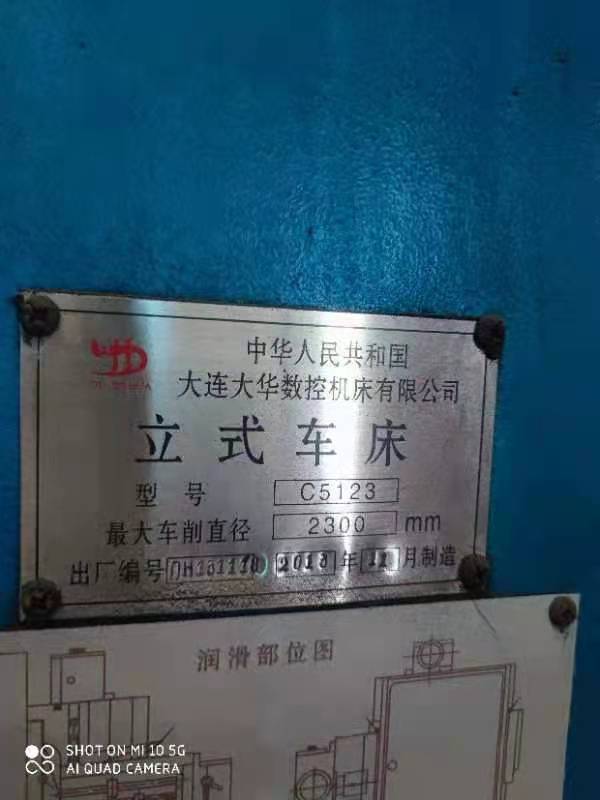 中华人民共和国
大连大华数控机床有限公司
立式车床
型号 C5123
最大车削直径 2300 mm
出厂编号 年 11 月制造
润滑部位图
SHOT ON MI 10 5G
AI QUAD CAMERA